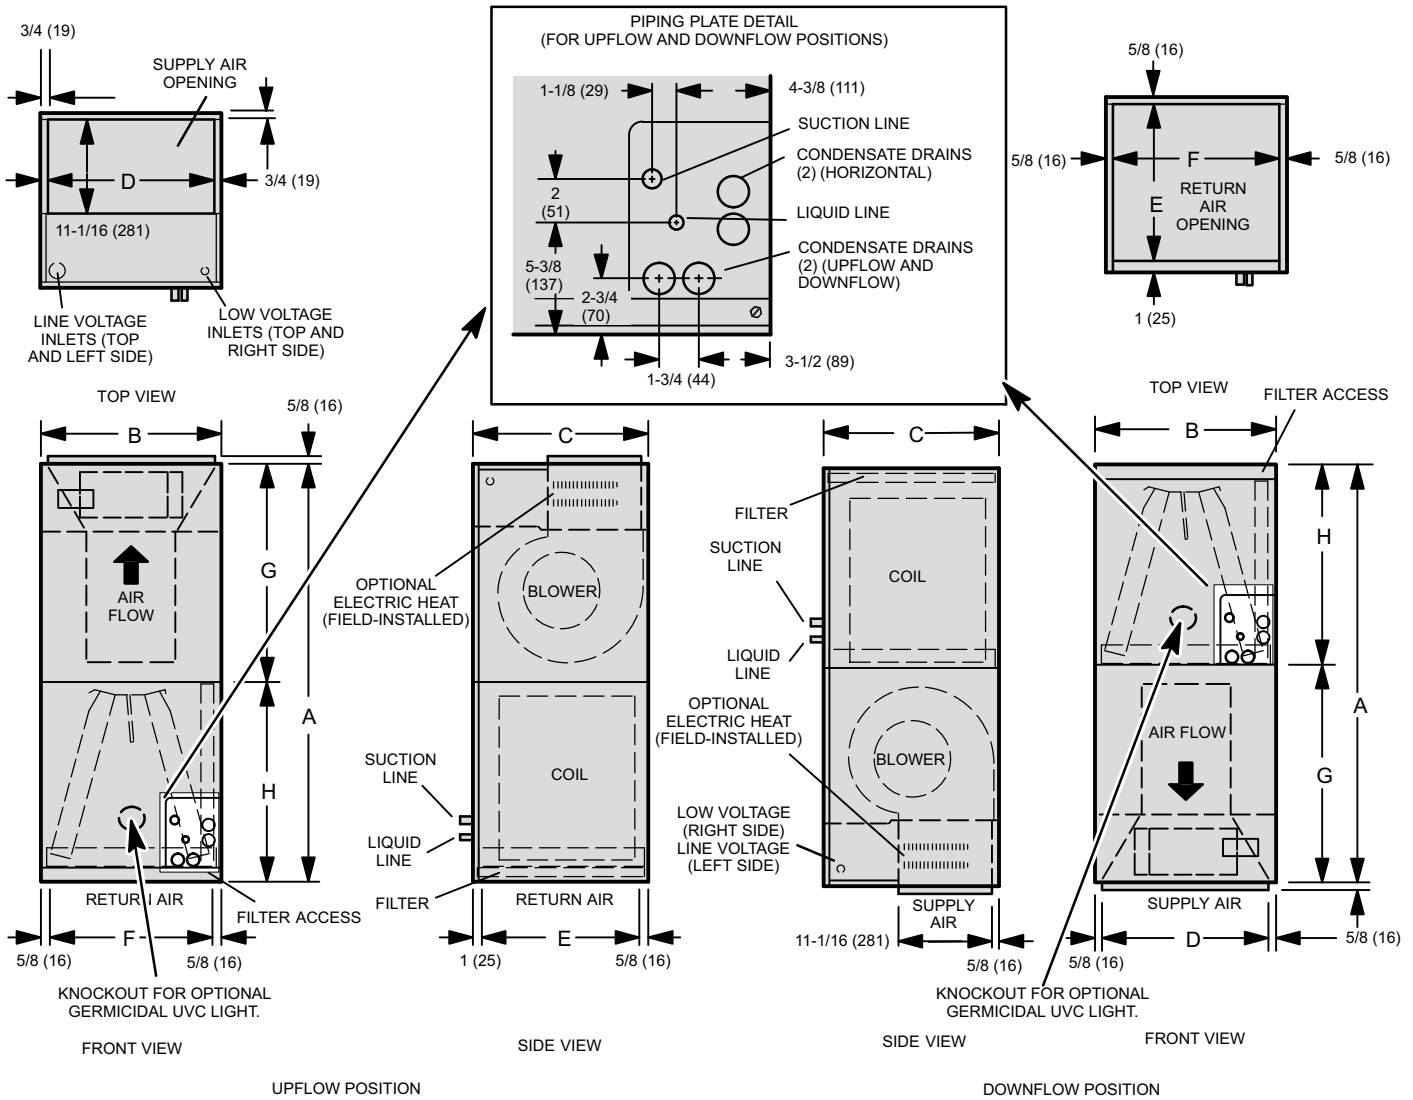 3/4 (19)
SUPPLY AIR
OPENING
D
3/4 (19)
11-1/16 (281)
LINE VOLTAGE
INLETS (TOP
AND LEFT SIDE)
LOW VOLTAGE
INLETS (TOP AND
RIGHT SIDE)
TOP VIEW
PIPING PLATE DETAIL
(FOR UPFLOW AND DOWNFLOW POSITIONS)
1-1/8 (29)
4-3/8 (111)
SUCTION LINE
CONDENSATE DRAINS
(2) (HORIZONTAL)
2
(51)
LIQUID LINE
CONDENSATE DRAINS
(2) (UPFLOW AND
DOWNFLOW)
5-3/8
(137)
2-3/4
(70)
3-1/2 (89)
1-3/4 (44)
5/8 (16)
5/8 (16)
F
5/8 (16)
E
RETURN
AIR
OPENING
1 (25)
TOP VIEW
5/8 (16)
B
AIR
FLOW
G
A
H
RETURN AIR
FILTER ACCESS
F
5/8 (16)
5/8 (16)
KNOCKOUT FOR OPTIONAL
GERMICIDAL UVC LIGHT.
FRONT VIEW
C
OPTIONAL
ELECTRIC HEAT
(FIELD-INSTALLED)
BLOWER
COIL
SUCTION
LINE
LIQUID
LINE
FILTER
RETURN AIR
E
1 (25)
5/8 (16)
SIDE VIEW
UPFLOW POSITION
C
FILTER
SUCTION
LINE
COIL
LIQUID
LINE
OPTIONAL
ELECTRIC HEAT
(FIELD-INSTALLED)
BLOWER
LOW VOLTAGE
(RIGHT SIDE)
LINE VOLTAGE
(LEFT SIDE)
SUPPLY
AIR
11-1/16 (281)
5/8 (16)
SIDE VIEW
FILTER ACCESS
B
H
A
AIR FLOW
G
SUPPLY AIR
D
5/8 (16)
5/8 (16)
KNOCKOUT FOR OPTIONAL
GERMICIDAL UVC LIGHT.
FRONT VIEW
DOWNFLOW POSITION